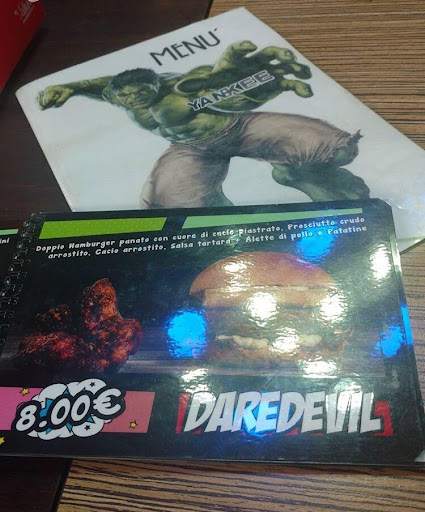 MENU'
YANKEE
ini
Doppio Hamburger panato con cuore di cacio piastrato, Prosciutto crudo
arrostito, Cacio arrostito, Salsa tartara + Alette di pollo e Patatine
8.00€
DAREDEVIL